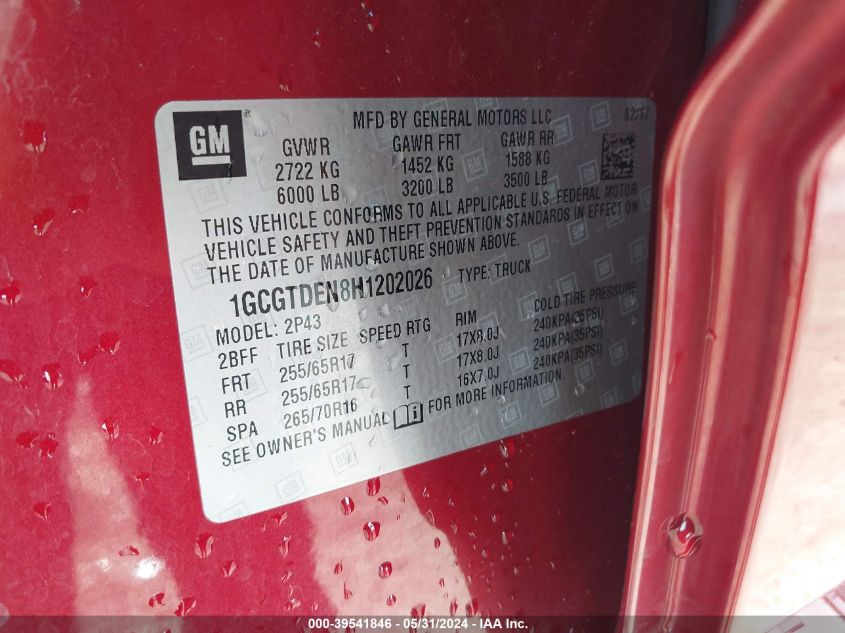 GM
MFD BY GENERAL MOTORS LLC 02/17
GVWR GAWR FRT GAWR RR
2722 KG 1452 KG 1588 KG
6000 LB 3200 LB 3500 LB
THIS VEHICLE CONFORMS TO ALL APPLICABLE U.S. FEDERAL MOTOR
VEHICLE SAFETY AND THEFT PREVENTION STANDARDS IN EFFECT ON
THE DATE OF MANUFACTURE SHOWN ABOVE.
1GCGTDEN8H1202026 TYPE: TRUCK
MODEL: 2P43
2BFF TIRE SIZE SPEED RTG RIM COLD TIRE PRESSURE
FRT 255/65R17 T 17X8.0J 240KPA(35PSI)
RR 255/65R17 T 17X8.0J 240KPA(35PSI)
SPA 265/70R16 T 16X7.0J 240KPA(35PSI)
SEE OWNER'S MANUAL FOR MORE INFORMATION.
000-39541846 - 05/31/2024 - IAA Inc.